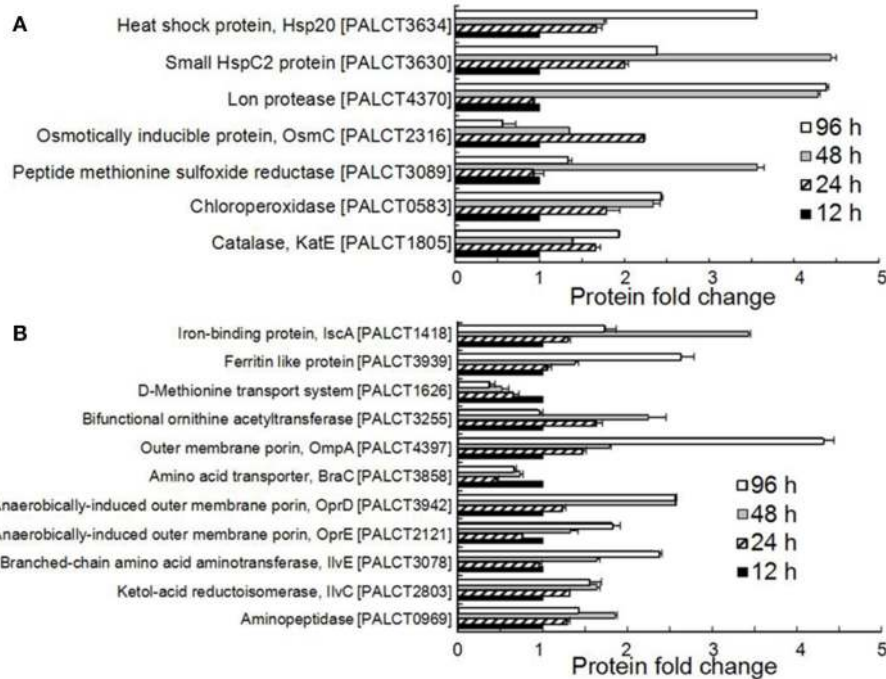 A
Heat shock protein, Hsp20 [PALCT3634]
Small HspC2 protein [PALCT3630]
Lon protease [PALCT4370]
Osmotically inducible protein, OsmC [PALCT2316]
Peptide methionine sulfoxide reductase [PALCT3089]
Chloroperoxidase [PALCT0583]
Catalase, KatE [PALCT1805]
96 h
48 h
24 h
12 h
0 1 2 3 4 5
Protein fold change
B
Iron-binding protein, IscA [PALCT1418]
Ferritin like protein [PALCT3939]
D-Methionine transport system [PALCT1626]
Bifunctional ornithine acetyltransferase [PALCT3255]
Outer membrane porin, OmpA [PALCT4397]
Amino acid transporter, BraC [PALCT3858]
naerobically-induced outer membrane porin, OprD [PALCT3942]
naerobically-induced outer membrane porin, OprE [PALCT2121]
Branched-chain amino acid aminotransferase, IlvE [PALCT3078]
Ketol-acid reductoisomerase, IlvC [PALCT2803]
Aminopeptidase [PALCT0969]
96 h
48 h
24 h
12 h
0 1 2 3 4 5
Protein fold change